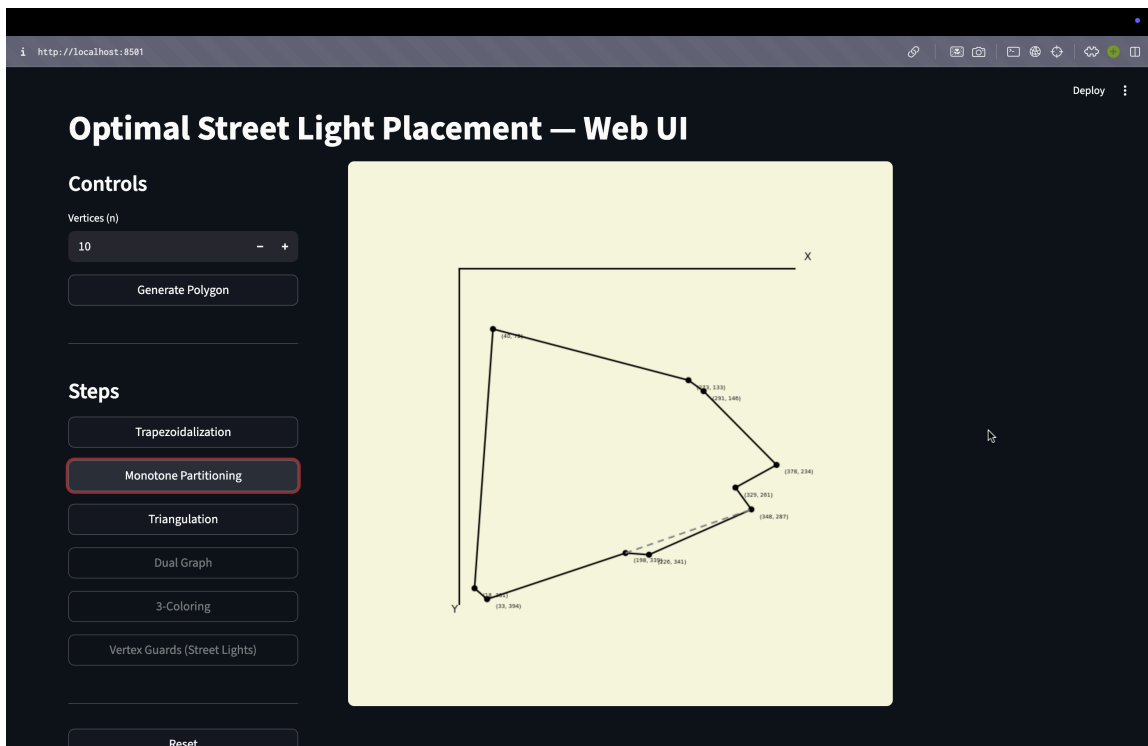 http://localhost:8501
Deploy
Optimal Street Light Placement — Web UI
Controls
Vertices (n)
10
Generate Polygon
Steps
Trapezoidalization
Monotone Partitioning
Triangulation
Dual Graph
3-Coloring
Vertex Guards (Street Lights)
Reset
X
133)
(291, 146)
(378, 234)
(329, 261)
(348, 287)
(198,
341)
(33, 394)
Y